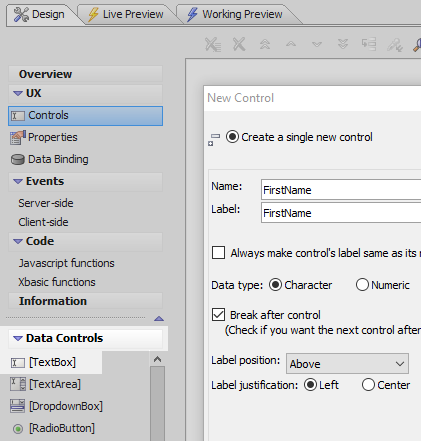 Design Live Preview Working Preview
Overview
UX
Controls
Properties
Data Binding
Events
Server-side
Client-side
Code
Javascript functions
Xbasic functions
Information
Data Controls
[TextBox]
[TextArea]
[DropdownBox]
[RadioButton]
New Control
Create a single new control
Name: FirstName
Label: FirstName
Always make control's label same as its
Data type: Character Numeric
Break after control
(Check if you want the next control after
Label position: Above
Label justification: Left Center